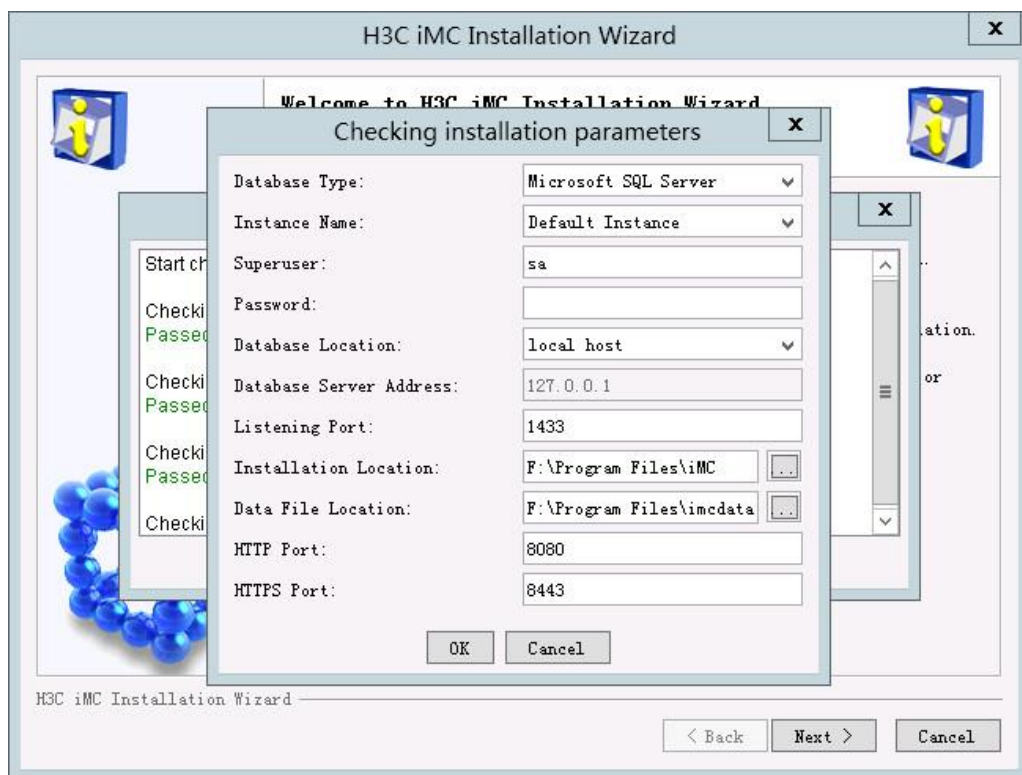 H3C iMC Installation Wizard
x
Welcome to H3C iMC Installation Wizard
Checking installation parameters
x
x
Database Type: Microsoft SQL Server
Instance Name: Default Instance
Superuser: sa
Password:
Database Location: local host
Database Server Address: 127.0.0.1
Listening Port: 1433
Installation Location: F:\Program Files\iMC ...
Data File Location: F:\Program Files\imcdata ...
HTTP Port: 8080
HTTPS Port: 8443
OK Cancel
Start ch
Checki
Passed
Checki
Passed
Checki
Passed
Checki
..
ation.
or
H3C iMC Installation Wizard
< Back Next > Cancel